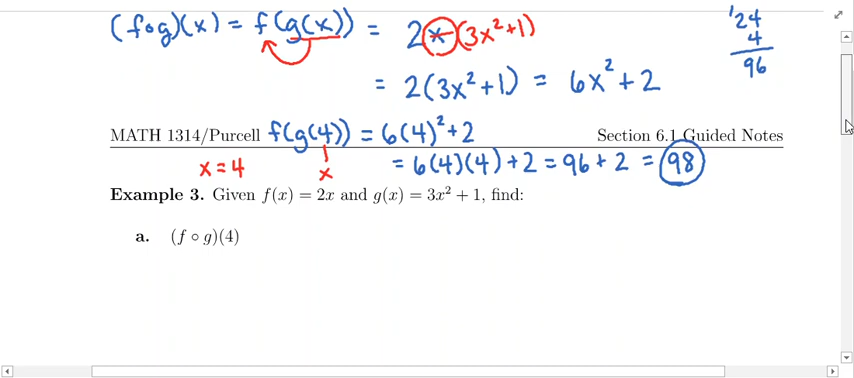 (f∘g)(x) = f(g(x)) = 2x(3x²+1)
24
4
96
= 2(3x²+1) = 6x²+2
MATH 1314/Purcell f(g(4)) = 6(4)²+2 Section 6.1 Guided Notes
x=4 x = 6(4)(4)+2 = 96+2 = 98
Example 3. Given f(x) = 2x and g(x) = 3x² + 1, find:
a. (f ∘ g)(4)